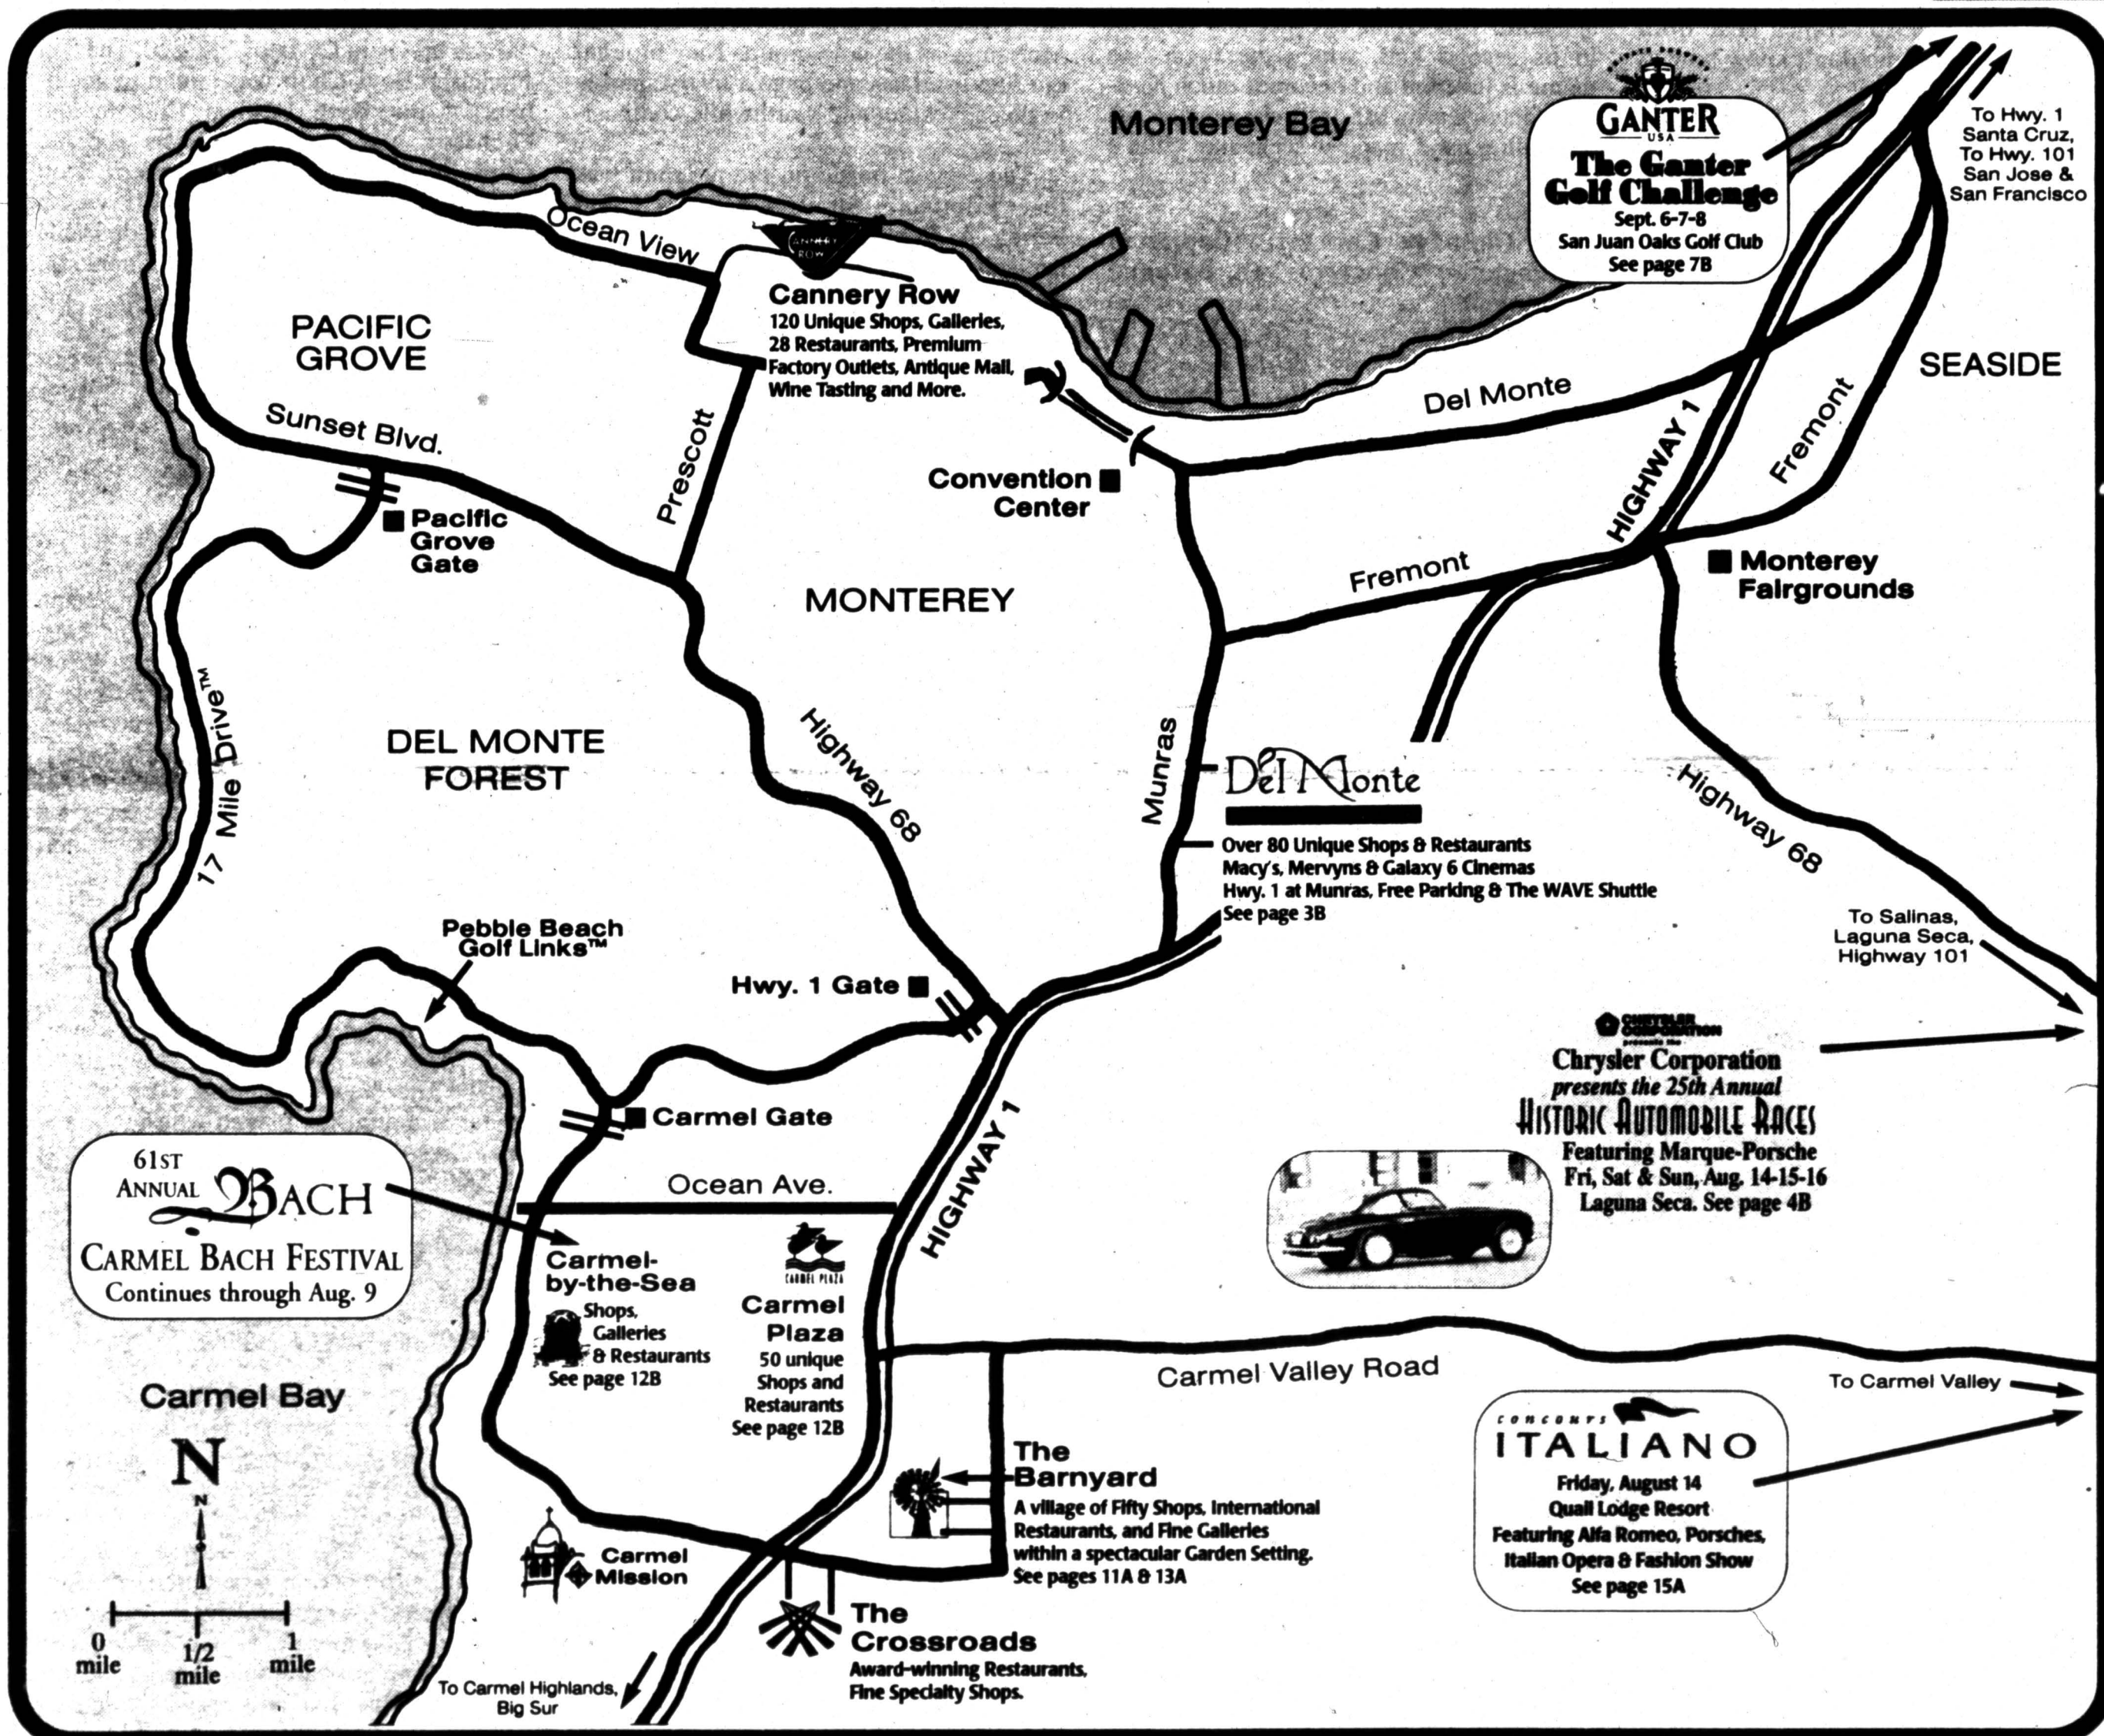 Monterey Bay
PRIVATE BREWERY
GANTER
USA
The Ganter
Golf Challenge
Sept. 6-7-8
San Juan Oaks Golf Club
See page 7B
To Hwy. 1
Santa Cruz,
To Hwy. 101
San Jose &
San Francisco
Ocean View
CANNERY
ROW
Cannery Row
120 Unique Shops, Galleries,
28 Restaurants, Premium
Factory Outlets, Antique Mall,
Wine Tasting and More.
PACIFIC
GROVE
SEASIDE
Sunset Blvd.
Prescott
Del Monte
HIGHWAY 1
Fremont
Convention
Center
Pacific
Grove
Gate
Fremont
Monterey
Fairgrounds
MONTEREY
17 Mile Drive™
DEL MONTE
FOREST
Highway 68
Munras
Del Monte
Over 80 Unique Shops & Restaurants
Macy's, Mervyns & Galaxy 6 Cinemas
Hwy. 1 at Munras, Free Parking & The WAVE Shuttle
See page 3B
Highway 68
To Salinas,
Laguna Seca,
Highway 101
Pebble Beach
Golf Links™
Hwy. 1 Gate
CHRYSLER
CORPORATION
presents the
Chrysler Corporation
presents the 25th Annual
HISTORIC AUTOMOBILE RACES
Featuring Marque-Porsche
Fri, Sat & Sun, Aug. 14-15-16
Laguna Seca. See page 4B
Carmel Gate
HIGHWAY 1
Ocean Ave.
61ST
ANNUAL BACH
CARMEL BACH FESTIVAL
Continues through Aug. 9
Carmel-
by-the-Sea
Shops,
Galleries
& Restaurants
See page 12B
CARMEL PLAZA
Carmel
Plaza
50 unique
Shops and
Restaurants
See page 12B
Carmel Valley Road
To Carmel Valley
Carmel Bay
N
N
0
mile
1/2
mile
1
mile
CONCOURS
ITALIANO
Friday, August 14
Quail Lodge Resort
Featuring Alfa Romeo, Porsches,
Italian Opera & Fashion Show
See page 15A
The
Barnyard
A village of Fifty Shops, International
Restaurants, and Fine Galleries
within a spectacular Garden Setting.
See pages 11A & 13A
Carmel
Mission
The
Crossroads
Award-winning Restaurants,
Fine Specialty Shops.
To Carmel Highlands,
Big Sur